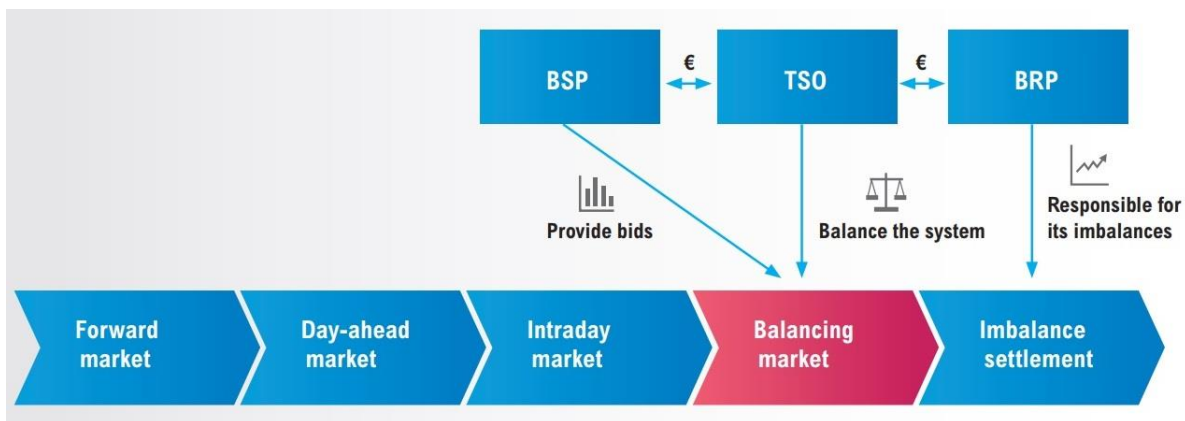 BSP
€
TSO
€
BRP
Provide bids
Balance the system
Responsible for
its imbalances
Forward
market
Day-ahead
market
Intraday
market
Balancing
market
Imbalance
settlement